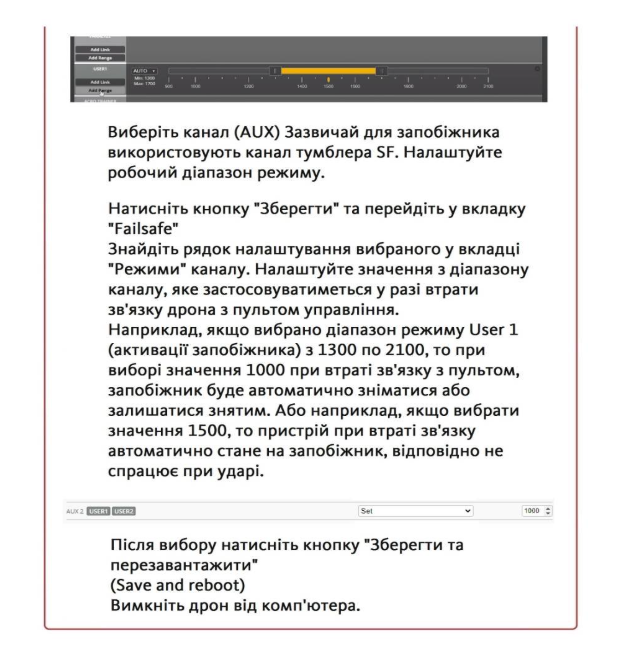 Add Link
Add Range
USER1
AUTO
Min: 1300
Max: 1700
Add Link
Add Range
900 1000 1200 1400 1500 1600 1800 2000 2100
Виберіть канал (AUX) Зазвичай для запобіжника
використовують канал тумблера SF. Налаштуйте
робочий діапазон режиму.
Натисніть кнопку "Зберегти" та перейдіть у вкладку
"Failsafe"
Знайдіть рядок налаштування вибраного у вкладці
"Режими" каналу. Налаштуйте значення з діапазону
каналу, яке застосовуватиметься у разі втрати
зв'язку дрона з пультом управління.
Наприклад, якщо вибрано діапазон режиму User 1
(активації запобіжника) з 1300 по 2100, то при
виборі значення 1000 при втраті зв'язку з пультом,
запобіжник буде автоматично зніматися або
залишатися знятим. Або наприклад, якщо вибрати
значення 1500, то пристрій при втраті зв'язку
автоматично стане на запобіжник, відповідно не
спрацює при ударі.
AUX 2 USER1 USER2 Set 1000
Після вибору натисніть кнопку "Зберегти та
перезавантажити"
(Save and reboot)
Вимкніть дрон від комп'ютера.